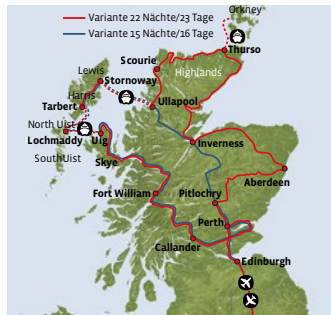 Orkney
Variante 22 Nächte/23 Tage
Variante 15 Nächte/16 Tage
Thurso
Scourie
Highlands
Lewis
Stornoway
Ullapool
Harris
Tarbert
North Uist
Lochmaddy
Uig
Inverness
SouthUist
Skye
Aberdeen
Fort William
Pitlochry
Perth
Callander
Edinburgh